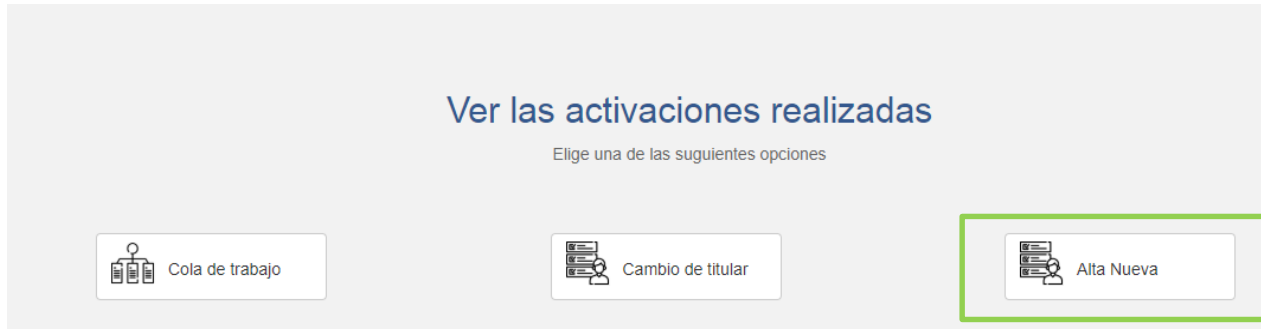 Ver las activaciones realizadas
Elige una de las suguientes opciones
Cola de trabajo
Cambio de titular
Alta Nueva